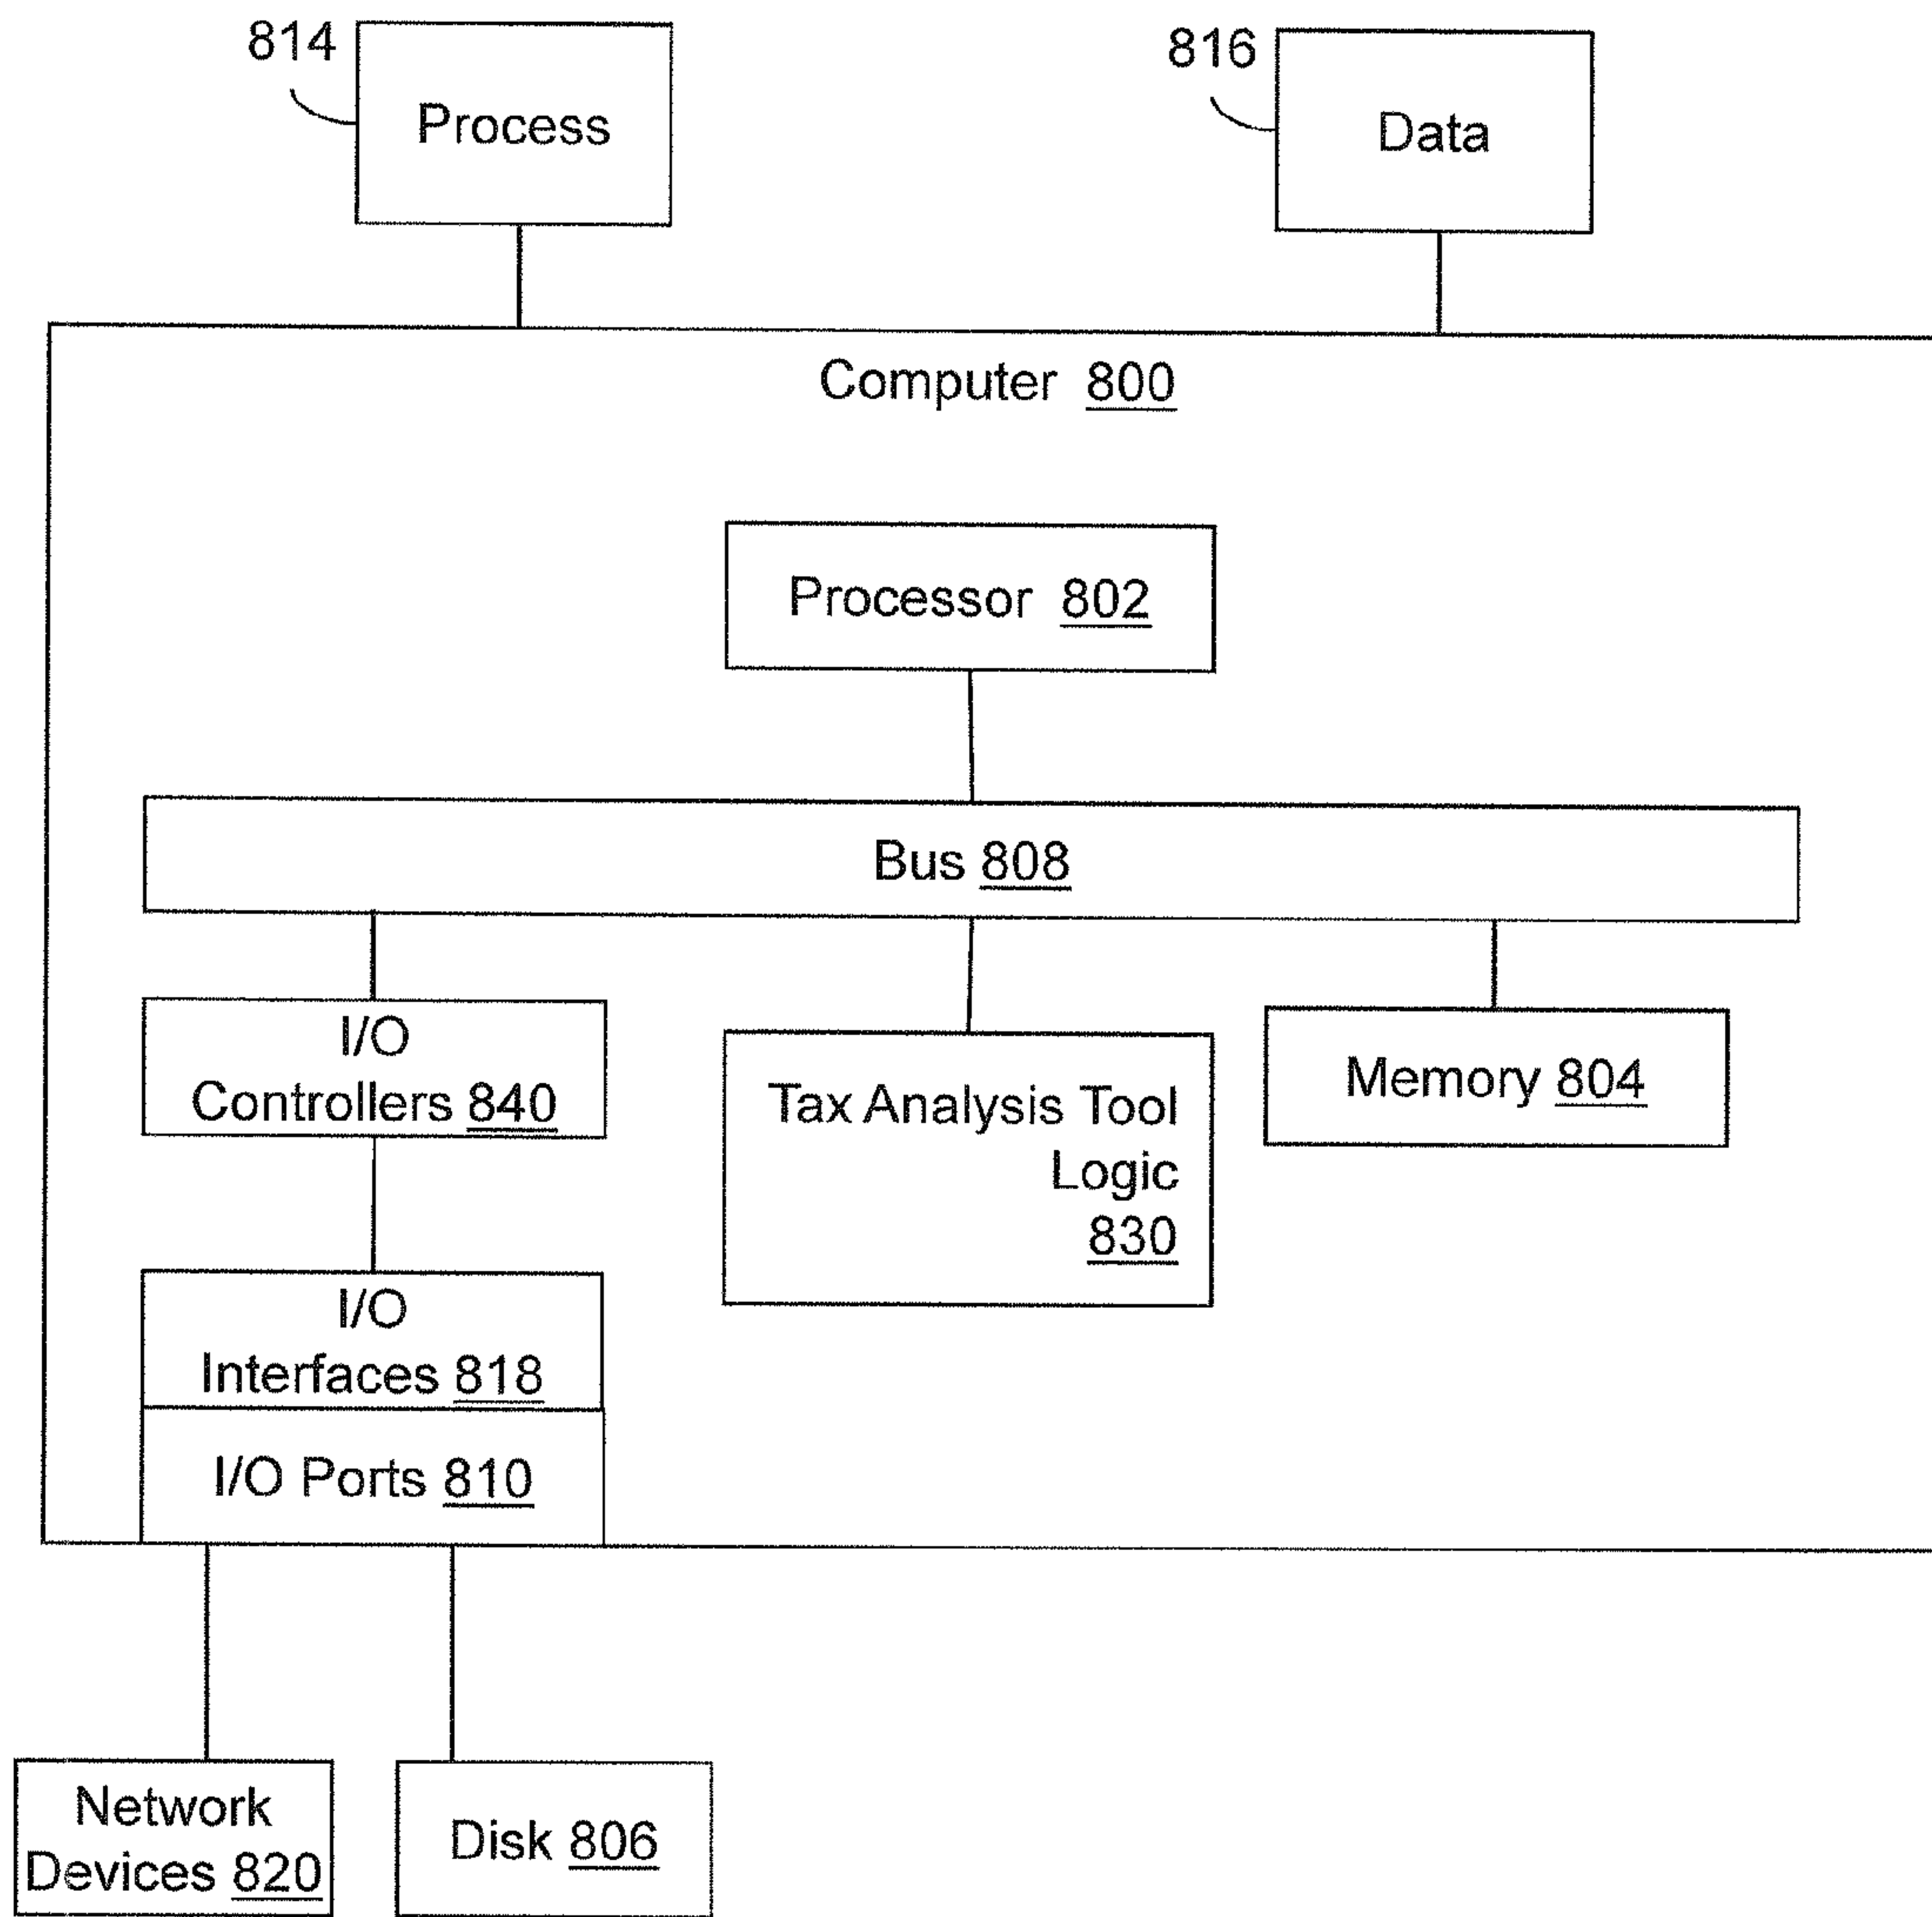 814
Process
816
Data
Computer 800
Processor 802
Bus 808
I/O
Controllers 840
Tax Analysis Tool
Logic
830
Memory 804
I/O
Interfaces 818
I/O Ports 810
Network
Devices 820
Disk 806